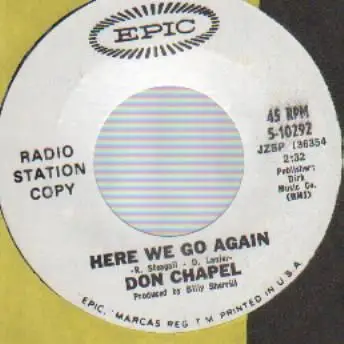 EPIC
RADIO
STATION
COPY
45 RPM
5-10292
JZSP 136354
2:32
Publisher:
Dirk
Music Co.
(BMI)
HERE WE GO AGAIN
-R. Steagall - D. Lanier-
DON CHAPEL
Produced by Billy Sherrill
EPIC, MARCAS REG. T M PRINTED IN U.S.A.